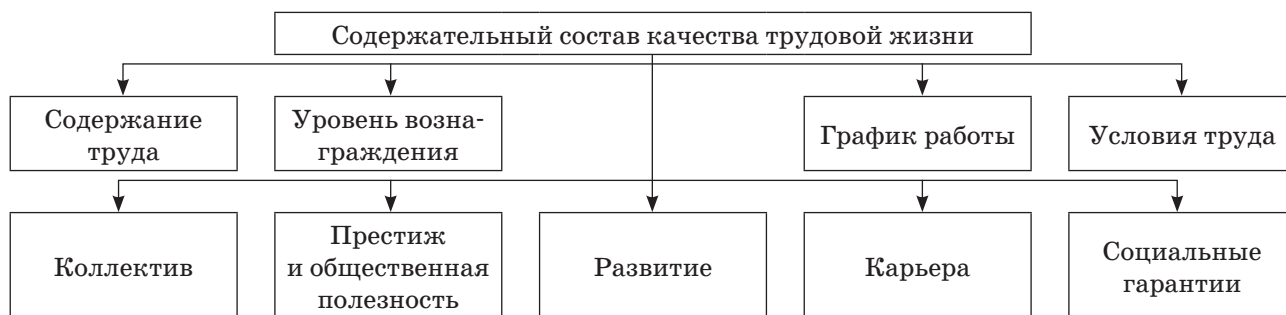 Содержательный состав качества трудовой жизни
Содержание
труда
Уровень возна-
граждения
График работы
Условия труда
Коллектив
Престиж
и общественная
полезность
Развитие
Карьера
Социальные
гарантии